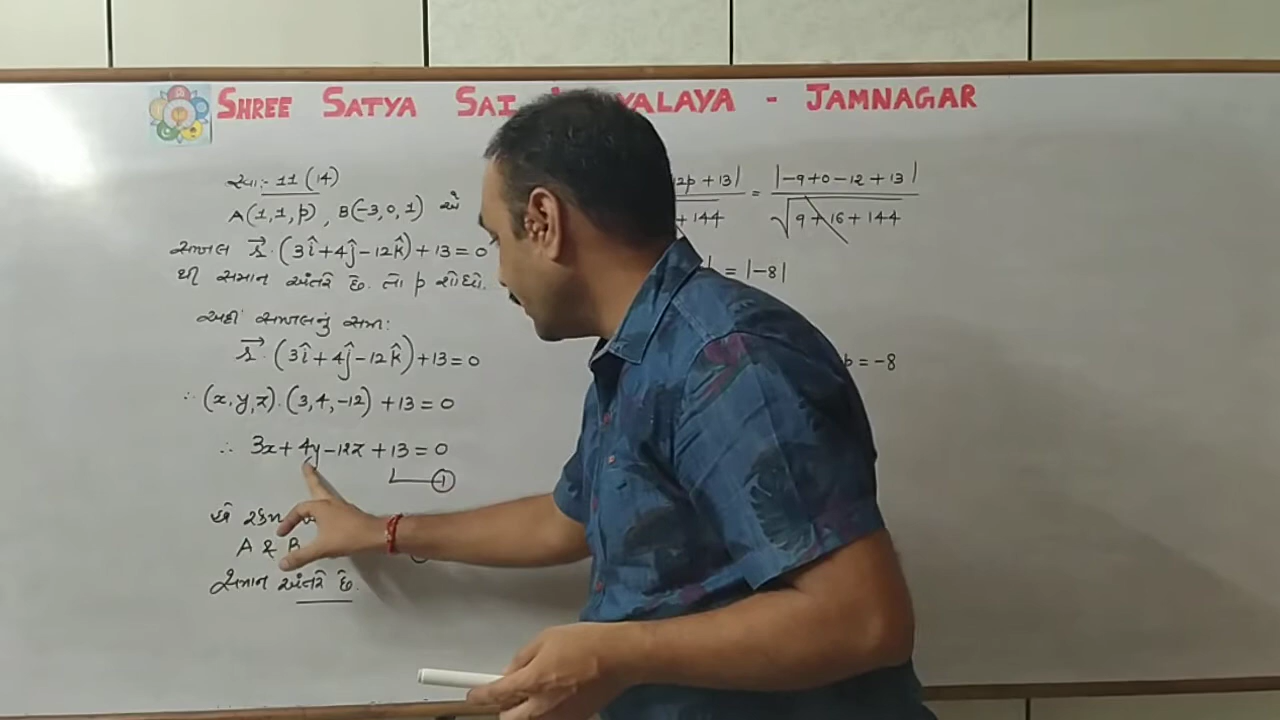 SHREE SATYA SAI - JAMNAGAR
સ્વા:- 11 (14)
A(1,1,p), B(-3,0,1) એ
સમતલ r⃗·(3î+4ĵ-12k̂)+13=0
થી સમાન અંતરે છે. તો p શોધો.
અહીં સમતલનું સમી:
r⃗·(3î+4ĵ-12k̂)+13=0
∴ (x,y,z)·(3,4,-12)+13=0
∴ 3x+4y-12z+13=0
①
A & B
સમાન અંતરે છે.
12p+13| / +144 = |-9+0-12+13| / √9+16+144
| = |-8|
p = -8